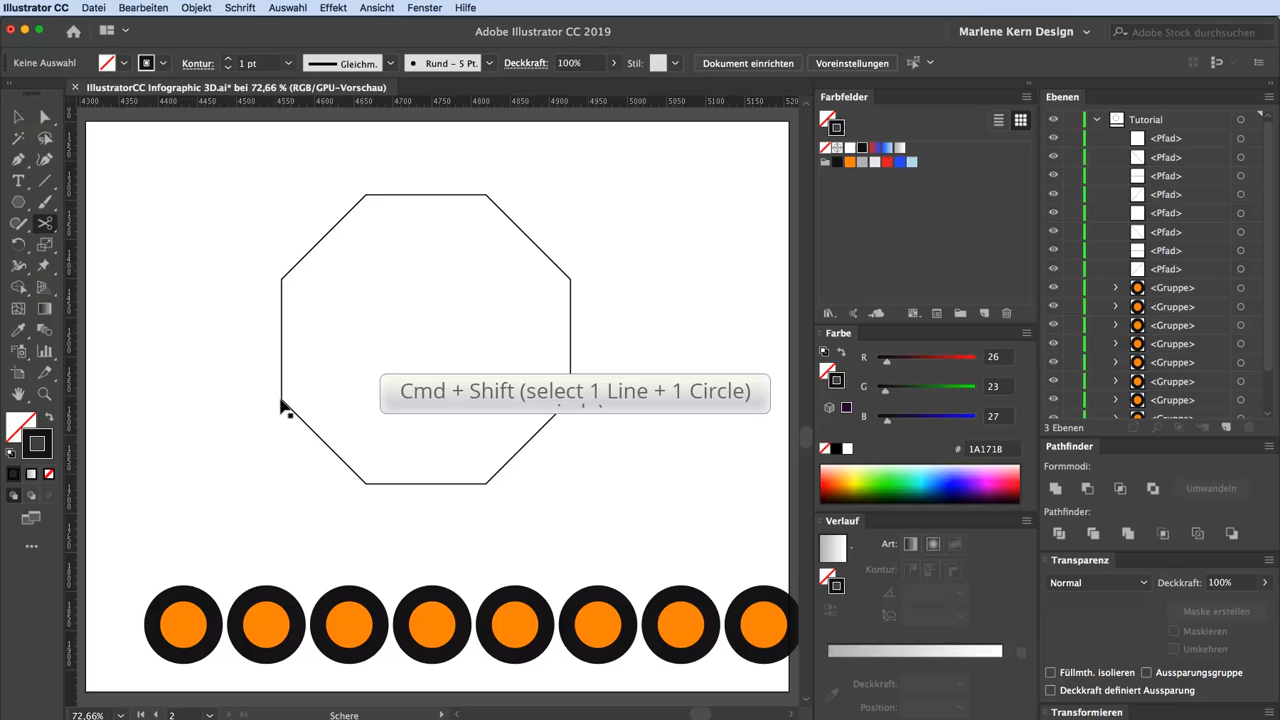 Illustrator CC Datei Bearbeiten Objekt Schrift Auswahl Effekt Ansicht Fenster Hilfe
Adobe Illustrator CC 2019
Marlene Kern Design
Adobe Stock durchsuchen
Keine Auswahl
Kontur: 1 pt
Gleichm.
Rund - 5 Pt.
Deckkraft: 100%
Stil:
Dokument einrichten
Voreinstellungen
IllustratorCC Infographic 3D.ai* bei 72,66 % (RGB/GPU-Vorschau)
4300 4450 4500 4550 4600 4650 4700 4750 4800 4850 4900 4950 5000 5050 5100 5150 5200
Cmd + Shift (select 1 Line + 1 Circle)
72,66%
2
Schere
Farbfelder
Farbe
R 26
G 23
B 27
# 1A171B
Verlauf
Art:
Kontur:
Deckkraft:
Position:
Ebenen
Tutorial
<Pfad>
<Pfad>
<Pfad>
<Pfad>
<Pfad>
<Pfad>
<Pfad>
<Pfad>
<Gruppe>
<Gruppe>
<Gruppe>
<Gruppe>
<Gruppe>
<Gruppe>
<Gruppe>
3 Ebenen
Pathfinder
Formmodi:
Umwandeln
Pathfinder:
Transparenz
Normal
Deckkraft: 100%
Maske erstellen
Maskieren
Umkehren
Füllmth. isolieren
Aussparungsgruppe
Deckkraft definiert Aussparung
Transformieren